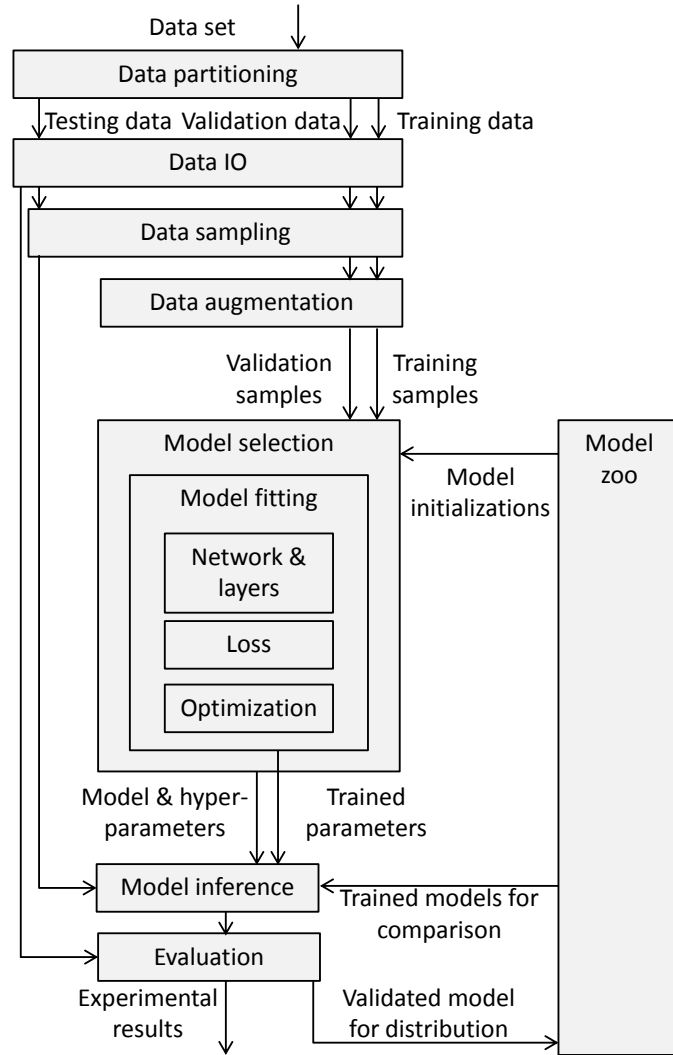 Data set
Data partitioning
Testing data Validation data Training data
Data IO
Data sampling
Data augmentation
Validation
samples
Training
samples
Model selection
Model fitting
Network &
layers
Loss
Optimization
Model
zoo
Model
initializations
Model & hyper-
parameters
Trained
parameters
Model inference
Trained models for
comparison
Evaluation
Experimental
results
Validated model
for distribution